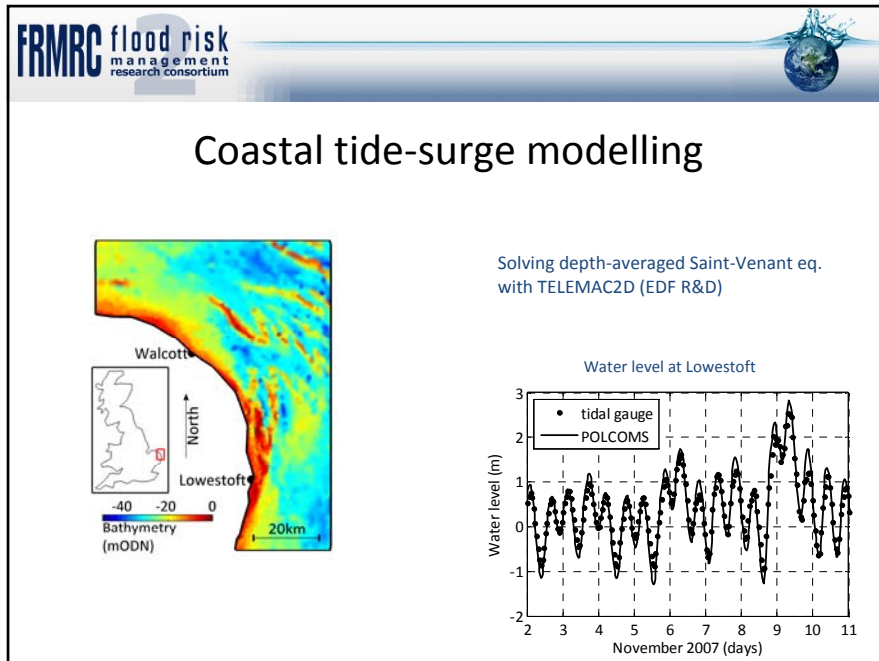 FRMRC flood risk
management
research consortium
2
Coastal tide-surge modelling
Solving depth-averaged Saint-Venant eq.
with TELEMAC2D (EDF R&D)
Walcott
North
Lowestoft
-40 -20 0
Bathymetry
(mODN)
20km
Water level at Lowestoft
tidal gauge
POLCOMS
Water level (m)
3
2
1
0
-1
-2
2 3 4 5 6 7 8 9 10 11
November 2007 (days)